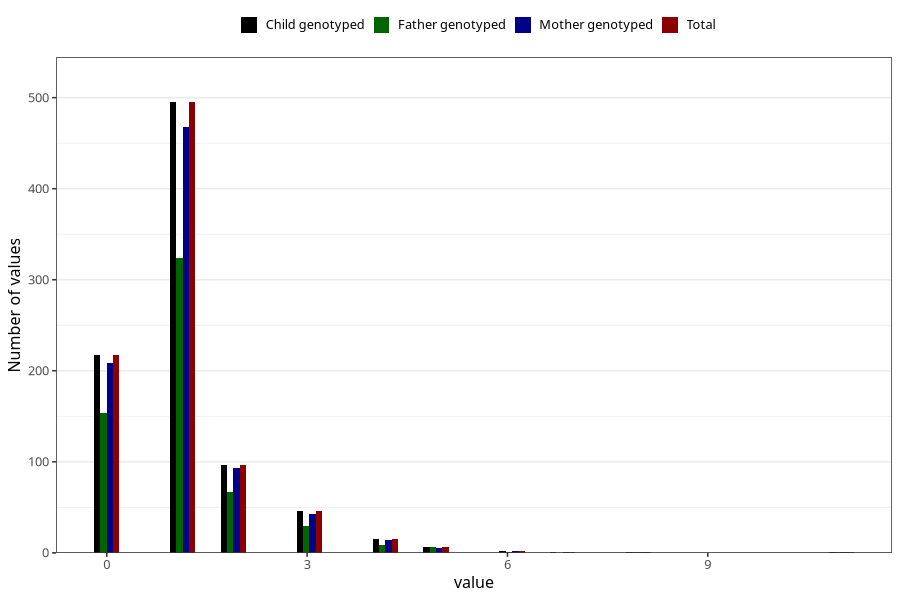 Child genotyped Father genotyped Mother genotyped Total
Number of values
500
400
300
200
100
0
0 3 6 9
value